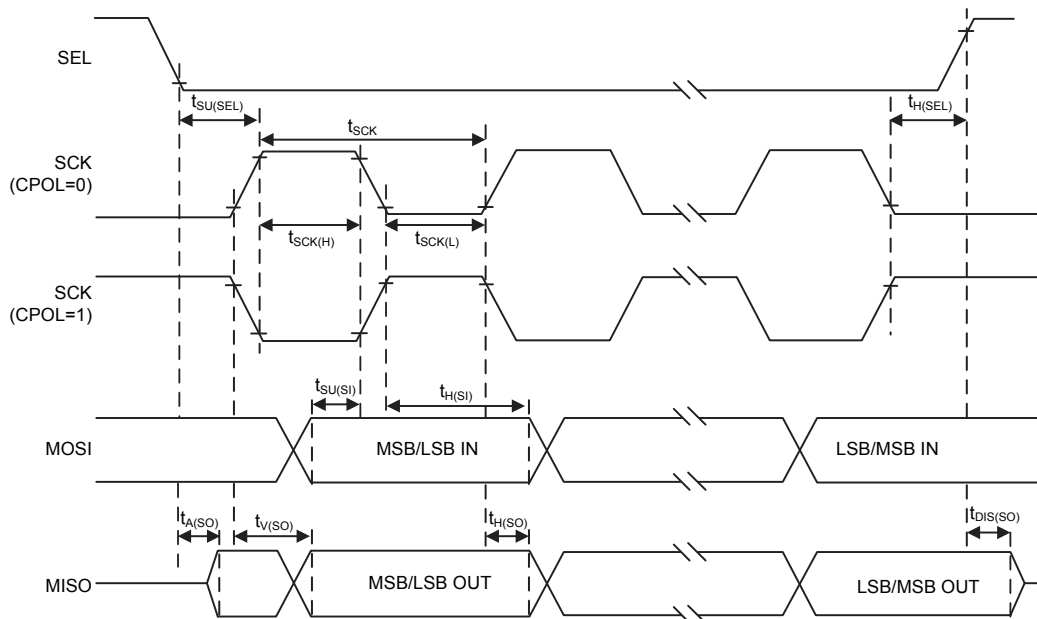 SEL
tSU(SEL)
tH(SEL)
tSCK
SCK
(CPOL=0)
tSCK(H)
tSCK(L)
SCK
(CPOL=1)
tSU(SI)
tH(SI)
MOSI
MSB/LSB IN
LSB/MSB IN
tA(SO)
tV(SO)
tH(SO)
tDIS(SO)
MISO
MSB/LSB OUT
LSB/MSB OUT